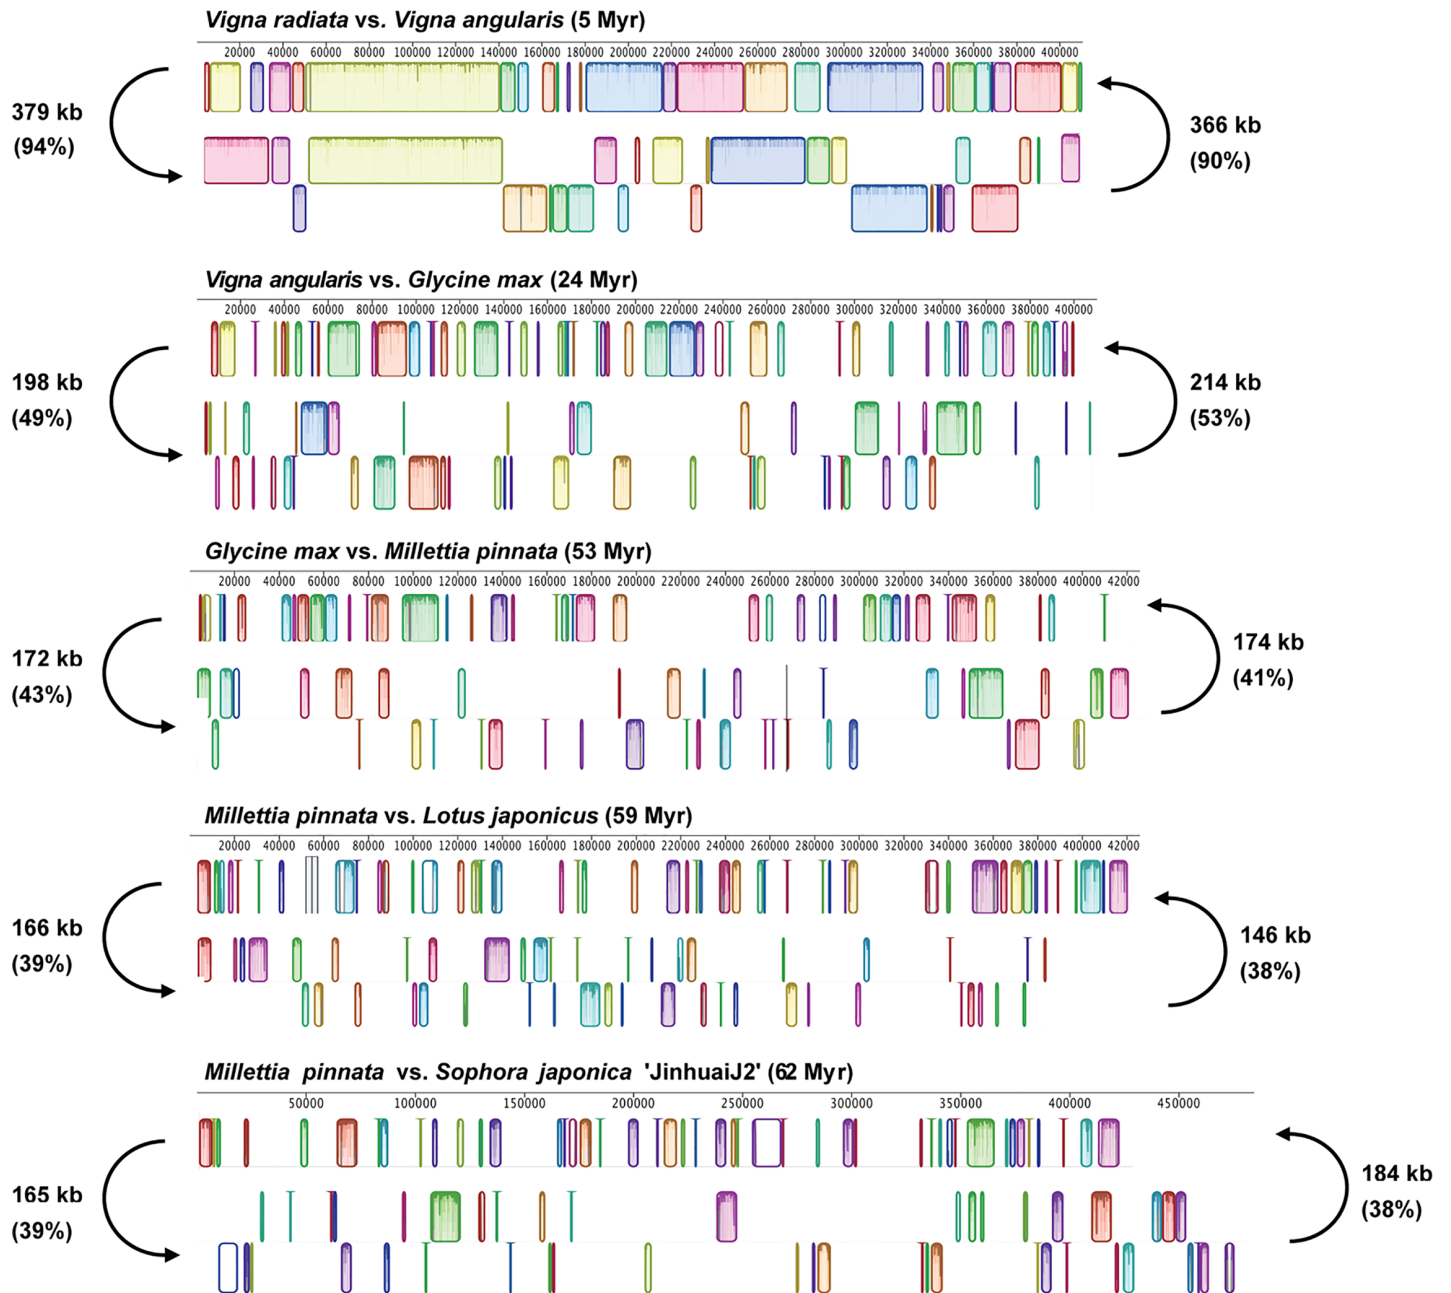 Vigna radiata vs. Vigna angularis (5 Myr)
20000 40000 60000 80000 100000 120000 140000 160000 180000 200000 220000 240000 260000 280000 300000 320000 340000 360000 380000 400000
379 kb
(94%)
366 kb
(90%)
Vigna angularis vs. Glycine max (24 Myr)
20000 40000 60000 80000 100000 120000 140000 160000 180000 200000 220000 240000 260000 280000 300000 320000 340000 360000 380000 400000
198 kb
(49%)
214 kb
(53%)
Glycine max vs. Millettia pinnata (53 Myr)
20000 40000 60000 80000 100000 120000 140000 160000 180000 200000 220000 240000 260000 280000 300000 320000 340000 360000 380000 400000 42000
172 kb
(43%)
174 kb
(41%)
Millettia pinnata vs. Lotus japonicus (59 Myr)
20000 40000 60000 80000 100000 120000 140000 160000 180000 200000 220000 240000 260000 280000 300000 320000 340000 360000 380000 400000 42000
166 kb
(39%)
146 kb
(38%)
Millettia pinnata vs. Sophora japonica 'JinhuaiJ2' (62 Myr)
50000 100000 150000 200000 250000 300000 350000 400000 450000
165 kb
(39%)
184 kb
(38%)